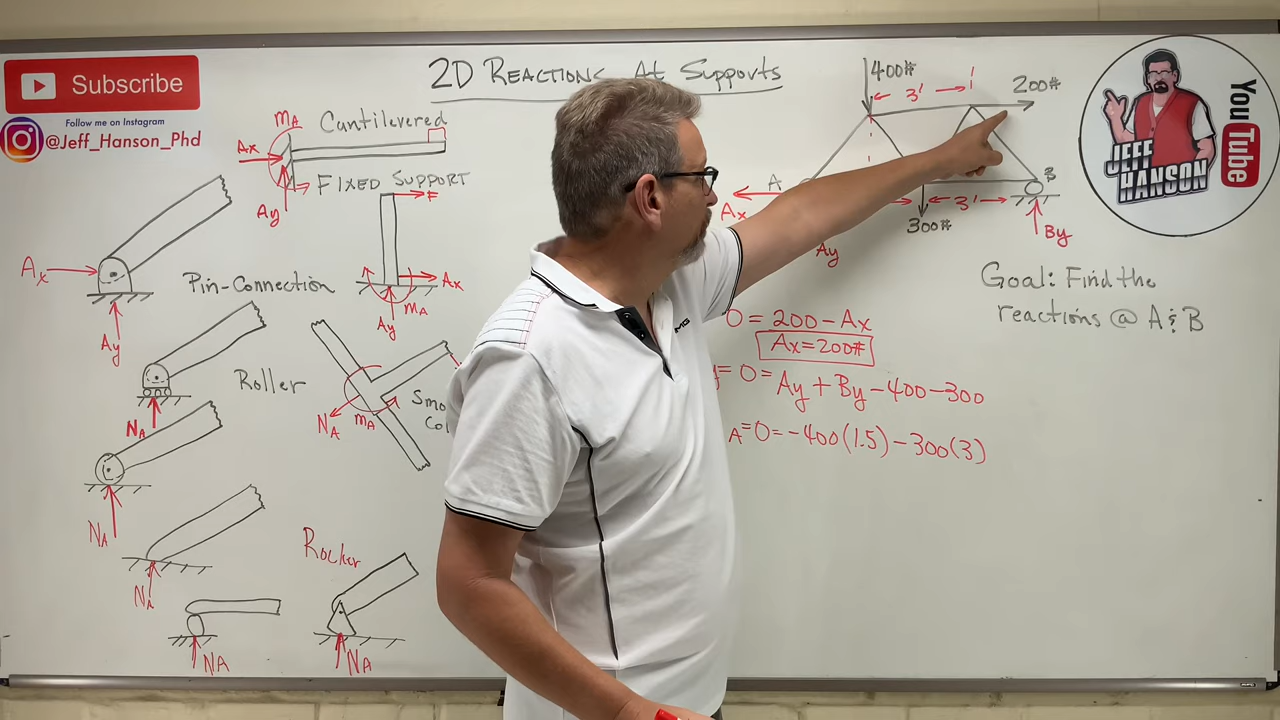 Subscribe
Follow me on Instagram
@Jeff_Hanson_Phd
2D Reactions At Supports
mA
Cantilevered
Ax
Fixed Support
Ay
F
Ax
Pin-Connection
Ax
mA
Ay
Ay
Roller
NA
NA
mA
NA
NA
Rocker
NA
NA
400#
3'
200#
A
Ax
B
3'
300#
Ay
By
Goal: Find the
reactions @ A & B
0 = 200 - Ax
Ax = 200#
= 0 = Ay + By - 400 - 300
A = 0 = -400(1.5) - 300(3)
JEFF
HANSON
YouTube